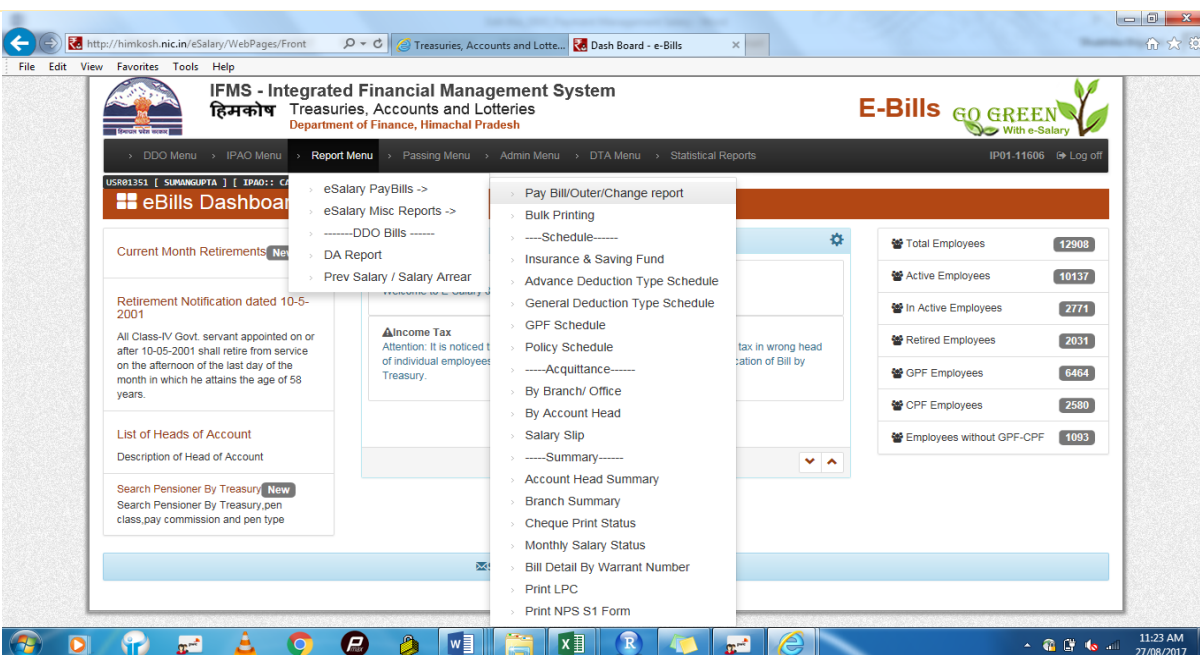 http://himkosh.nic.in/eSalary/WebPages/Front
Treasuries, Accounts and Lotte...
Dash Board - e-Bills
File Edit View Favorites Tools Help
IFMS - Integrated Financial Management System
हिमकोष Treasuries, Accounts and Lotteries
Department of Finance, Himachal Pradesh
E-Bills GO GREEN
With e-Salary
DDO Menu IPAO Menu Report Menu Passing Menu Admin Menu DTA Menu Statistical Reports IP01-11606 Log off
USR01351 [ SUMANGUPTA ] [ IPAO:: CA
eBills Dashboar
eSalary PayBills ->
eSalary Misc Reports ->
-------DDO Bills ------
DA Report
Prev Salary / Salary Arrear
Pay Bill/Outer/Change report
Bulk Printing
----Schedule------
Insurance & Saving Fund
Advance Deduction Type Schedule
General Deduction Type Schedule
GPF Schedule
Policy Schedule
-----Acquittance------
By Branch/ Office
By Account Head
Salary Slip
-----Summary------
Account Head Summary
Branch Summary
Cheque Print Status
Monthly Salary Status
Bill Detail By Warrant Number
Print LPC
Print NPS S1 Form
Current Month Retirements New
Retirement Notification dated 10-5-
2001
All Class-IV Govt. servant appointed on or
after 10-05-2001 shall retire from service
on the afternoon of the last day of the
month in which he attains the age of 58
years.
List of Heads of Account
Description of Head of Account
Search Pensioner By Treasury New
Search Pensioner By Treasury,pen
class,pay commission and pen type
Welcome to E-Salary
Income Tax
Attention: It is noticed t tax in wrong head
of individual employees cation of Bill by
Treasury.
Total Employees 12908
Active Employees 10137
In Active Employees 2771
Retired Employees 2031
GPF Employees 6464
CPF Employees 2580
Employees without GPF-CPF 1093
11:23 AM
27/08/2017